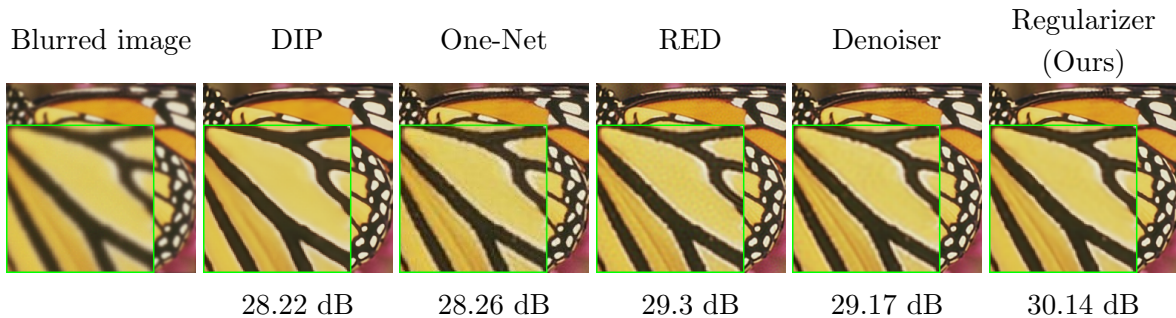 Blurred image DIP One-Net RED Denoiser Regularizer
(Ours)
28.22 dB 28.26 dB 29.3 dB 29.17 dB 30.14 dB